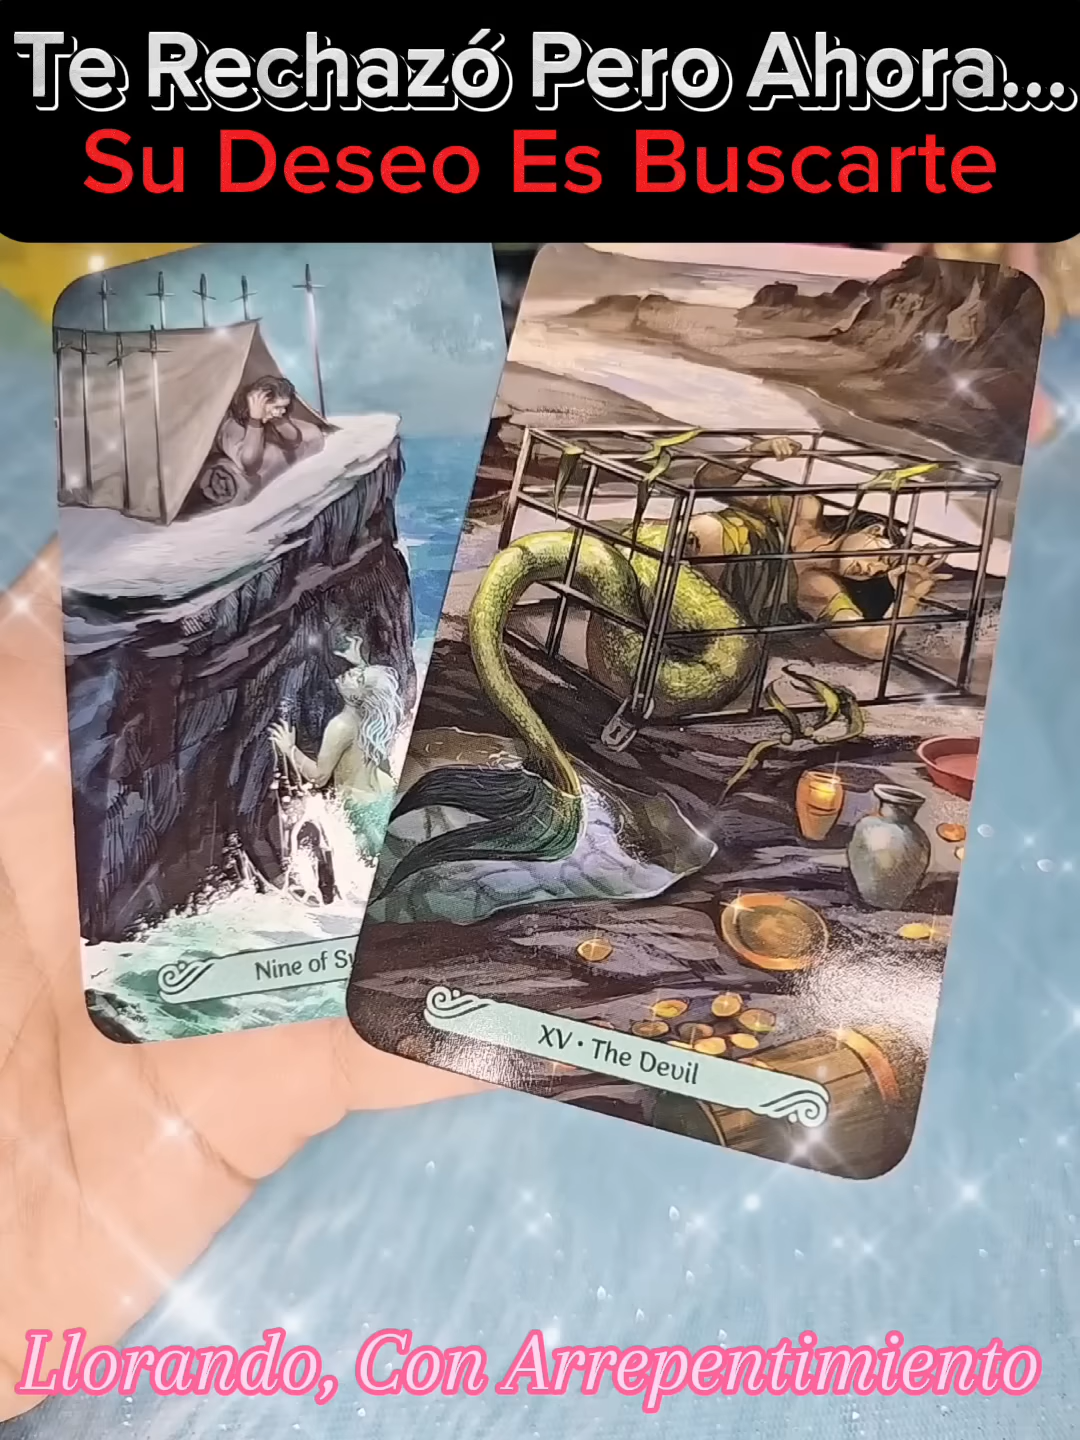 Te Rechazó Pero Ahora...
Su Deseo Es Buscarte
Nine of
XV • The Devil
Llorando, Con Arrepentimiento